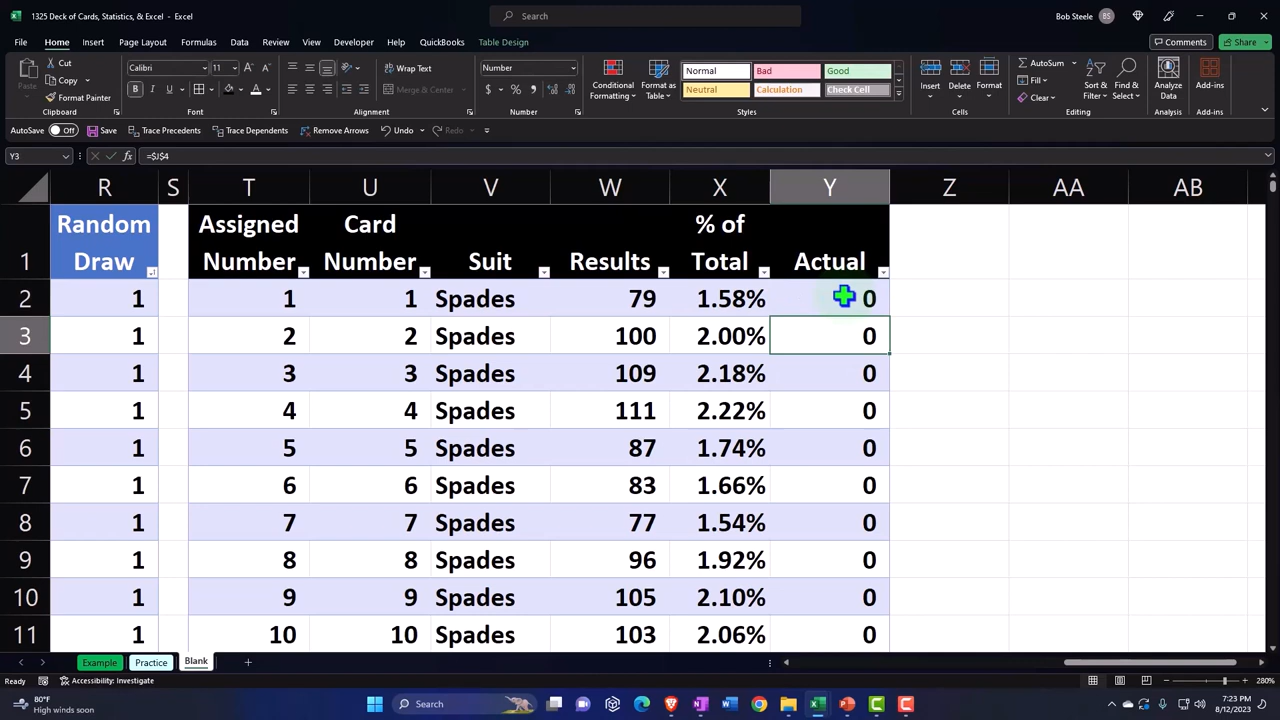 1325 Deck of Cards, Statistics, & Excel - Excel
Search
Bob Steele BS
File Home Insert Draw Page Layout Formulas Data Review View Developer Help QuickBooks Table Design
Comments Share
Paste
Cut
Copy
Format Painter
Clipboard
Calibri 11
Font
Wrap Text
Merge & Center
Alignment
Number
Number
Conditional Formatting
Format as Table
Normal Bad Good
Neutral Calculation Check Cell
Styles
Insert Delete Format
Cells
AutoSum
Fill
Clear
Sort & Filter
Find & Select
Editing
Analyze Data
Analysis
Add-ins
Add-ins
AutoSave Off Save Trace Precedents Trace Dependents Remove Arrows Undo
Y3 fx =$J$4
R S T U V W X Y Z AA AB
1 Random Draw Assigned Number Card Number Suit Results % of Total Actual
2 1 1 1 Spades 79 1.58% 0
3 1 2 2 Spades 100 2.00% 0
4 1 3 3 Spades 109 2.18% 0
5 1 4 4 Spades 111 2.22% 0
6 1 5 5 Spades 87 1.74% 0
7 1 6 6 Spades 83 1.66% 0
8 1 7 7 Spades 77 1.54% 0
9 1 8 8 Spades 96 1.92% 0
10 1 9 9 Spades 105 2.10% 0
11 1 10 10 Spades 103 2.06% 0
Example Practice Blank
Ready Accessibility: Investigate 280%
80°F
High winds soon
Search
7:23 PM
8/12/2023